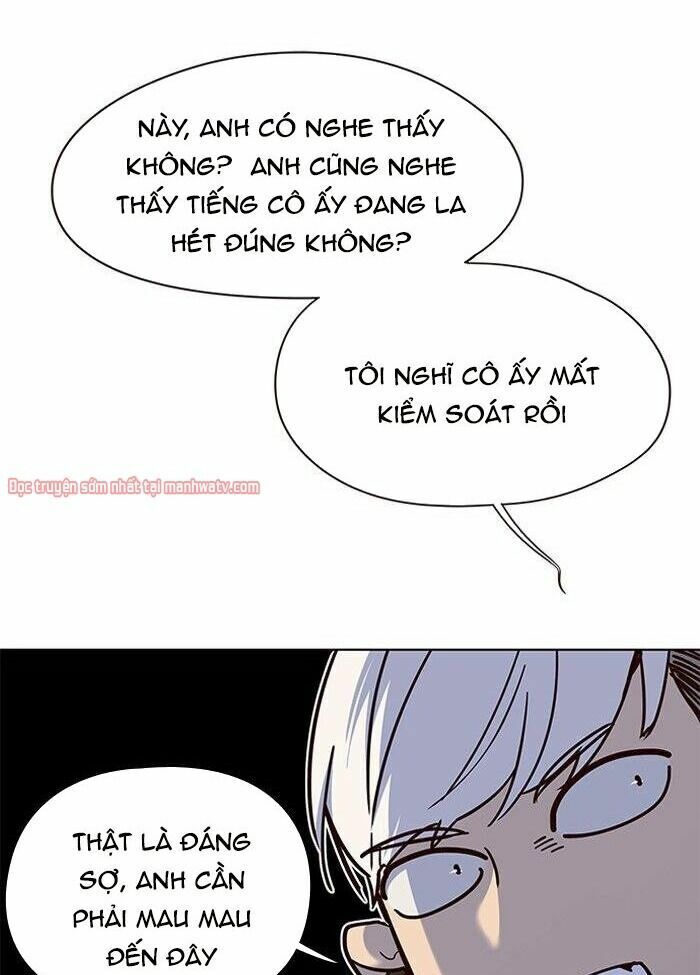 NÀY, ANH CÓ NGHE THẤY
KHÔNG? ANH CŨNG NGHE
THẤY TIẾNG CÔ ẤY ĐANG LA
HÉT ĐÚNG KHÔNG?
TÔI NGHĨ CÔ ẤY MẤT
KIỂM SOÁT RỒI
Đọc truyện sớm nhất tại manhwatv.com
THẬT LÀ ĐÁNG
SỢ, ANH CẦN
PHẢI MAU MAU
ĐẾN ĐÂY